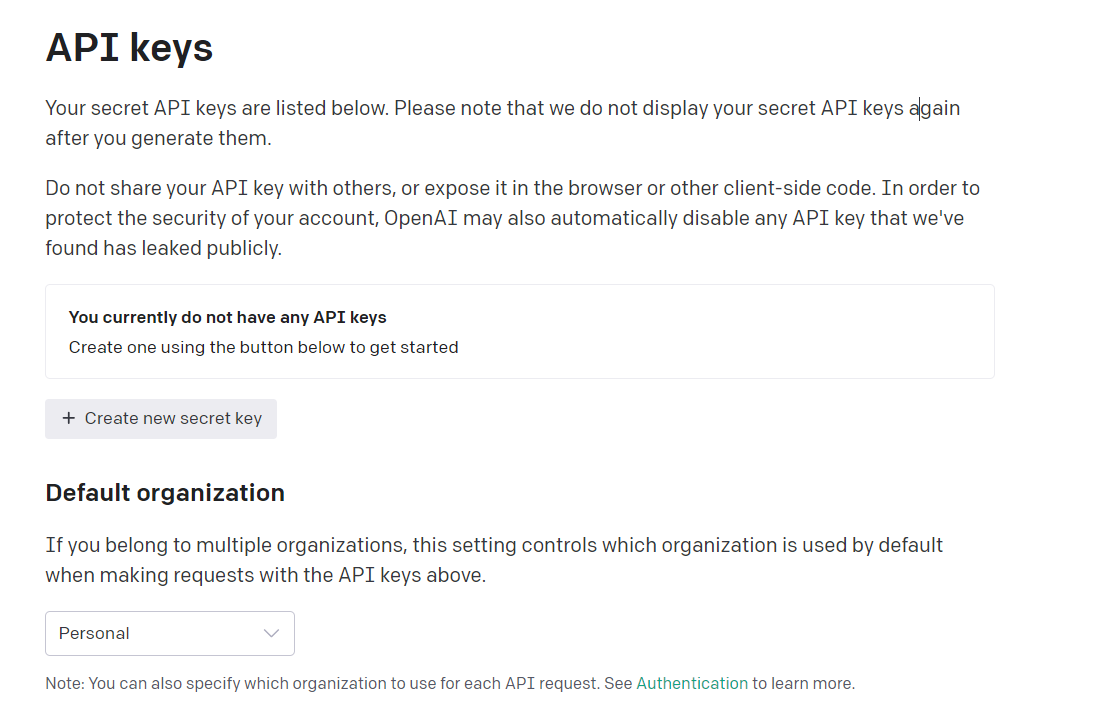 API keys
Your secret API keys are listed below. Please note that we do not display your secret API keys again
after you generate them.
Do not share your API key with others, or expose it in the browser or other client-side code. In order to
protect the security of your account, OpenAI may also automatically disable any API key that we've
found has leaked publicly.
You currently do not have any API keys
Create one using the button below to get started
+ Create new secret key
Default organization
If you belong to multiple organizations, this setting controls which organization is used by default
when making requests with the API keys above.
Personal
Note: You can also specify which organization to use for each API request. See Authentication to learn more.